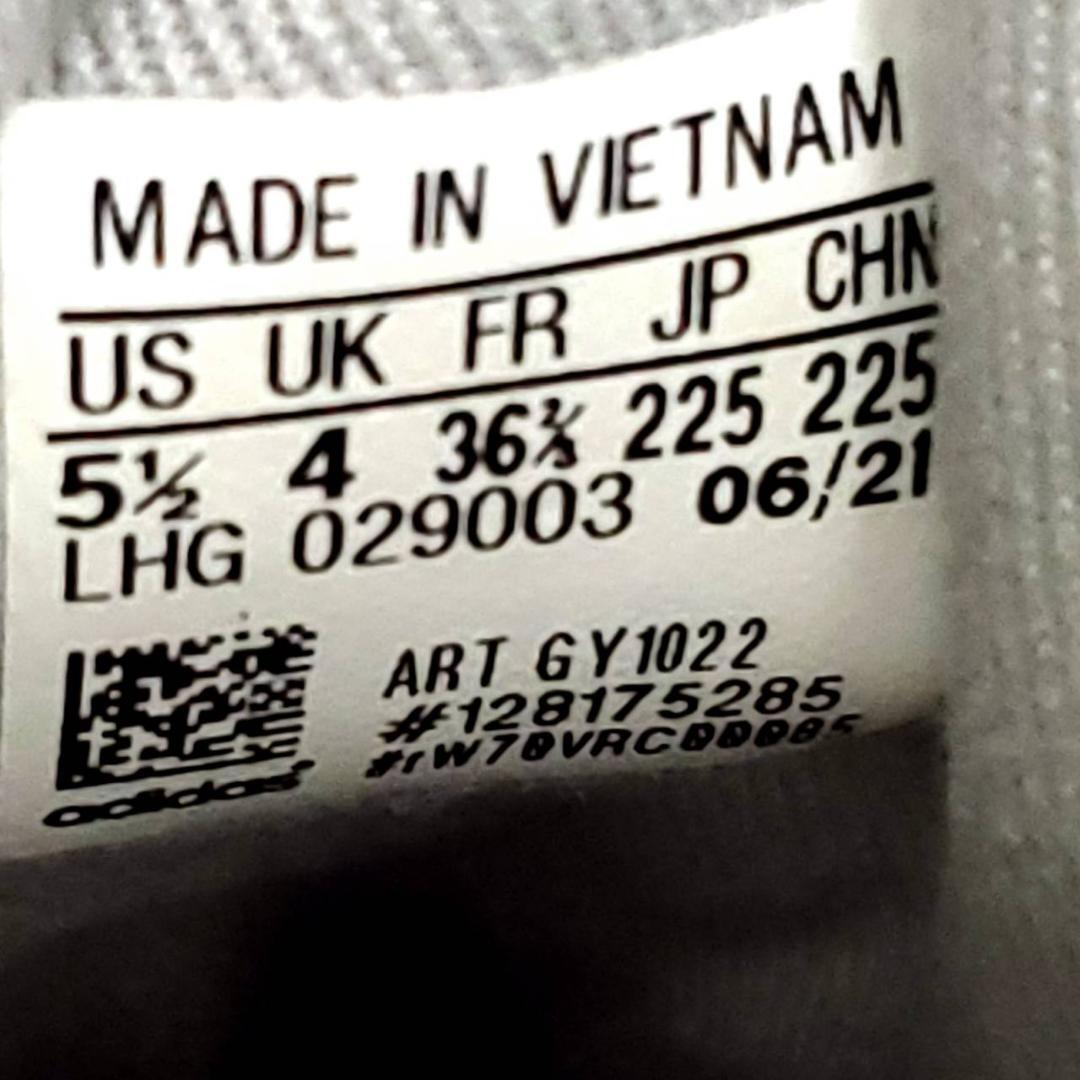 MADE IN VIETNAM
US UK FR JP CHN
5½ 4 36⅔ 225 225
LHG 029003 06/21
ART GY1022
#128175285
adidas